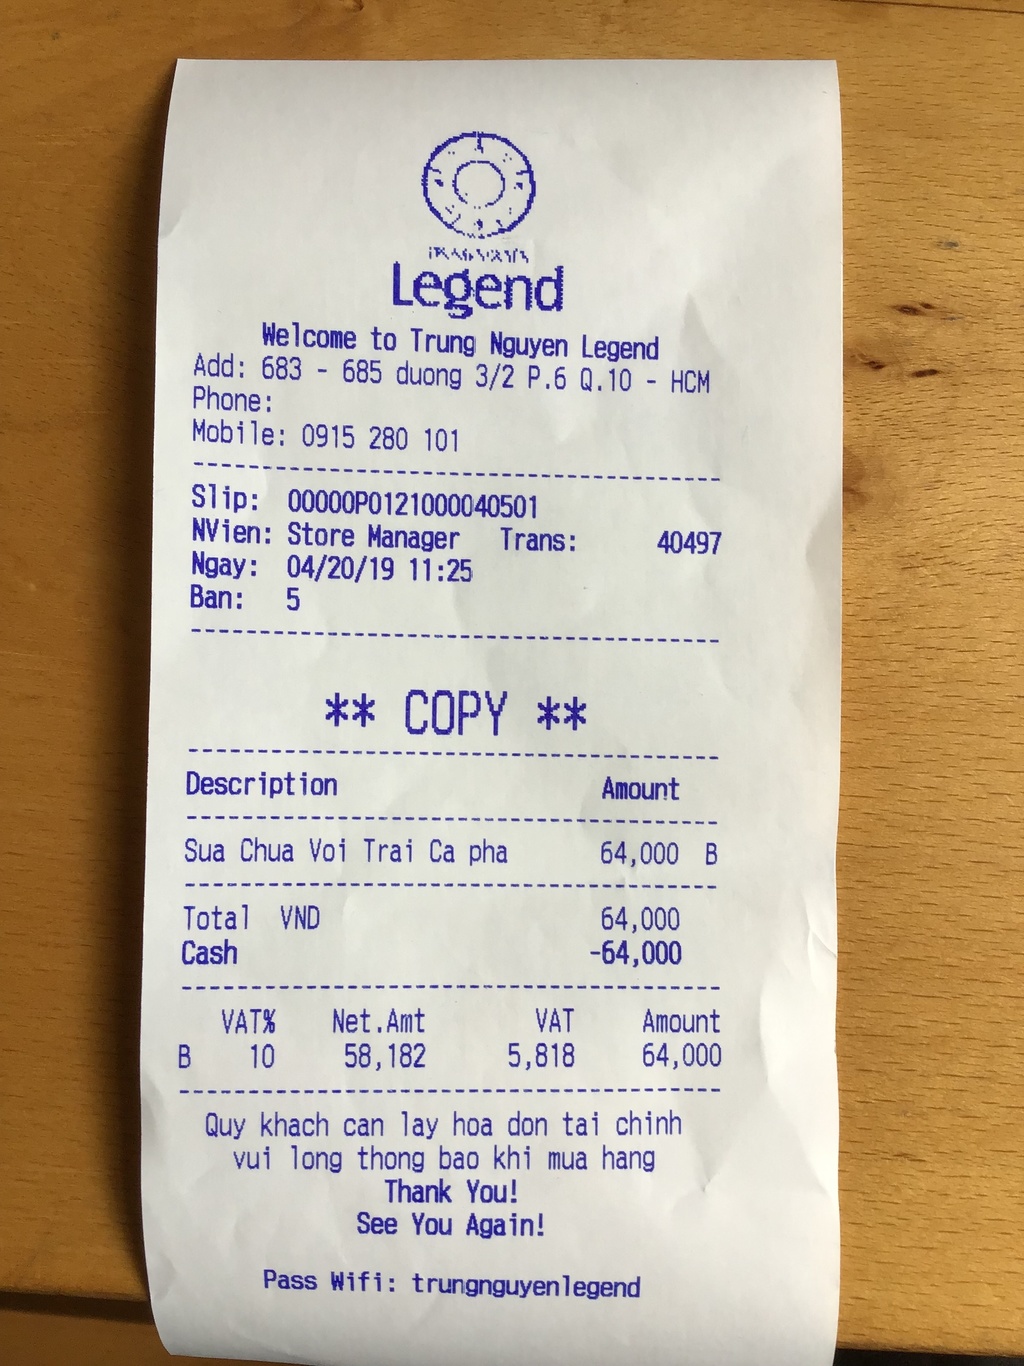 Legend
Welcome to Trung Nguyen Legend
Add: 683 - 685 duong 3/2 P.6 Q.10 - HCM
Phone:
Mobile: 0915 280 101
Slip: 00000P0121000040501
NVien: Store Manager Trans: 40497
Ngay: 04/20/19 11:25
Ban: 5
** COPY **
Description Amount
Sua Chua Voi Trai Ca pha 64,000 B
Total VND 64,000
Cash -64,000
VAT% Net.Amt VAT Amount
B 10 58,182 5,818 64,000
Quy khach can lay hoa don tai chinh
vui long thong bao khi mua hang
Thank You!
See You Again!
Pass Wifi: trungnguyenlegend